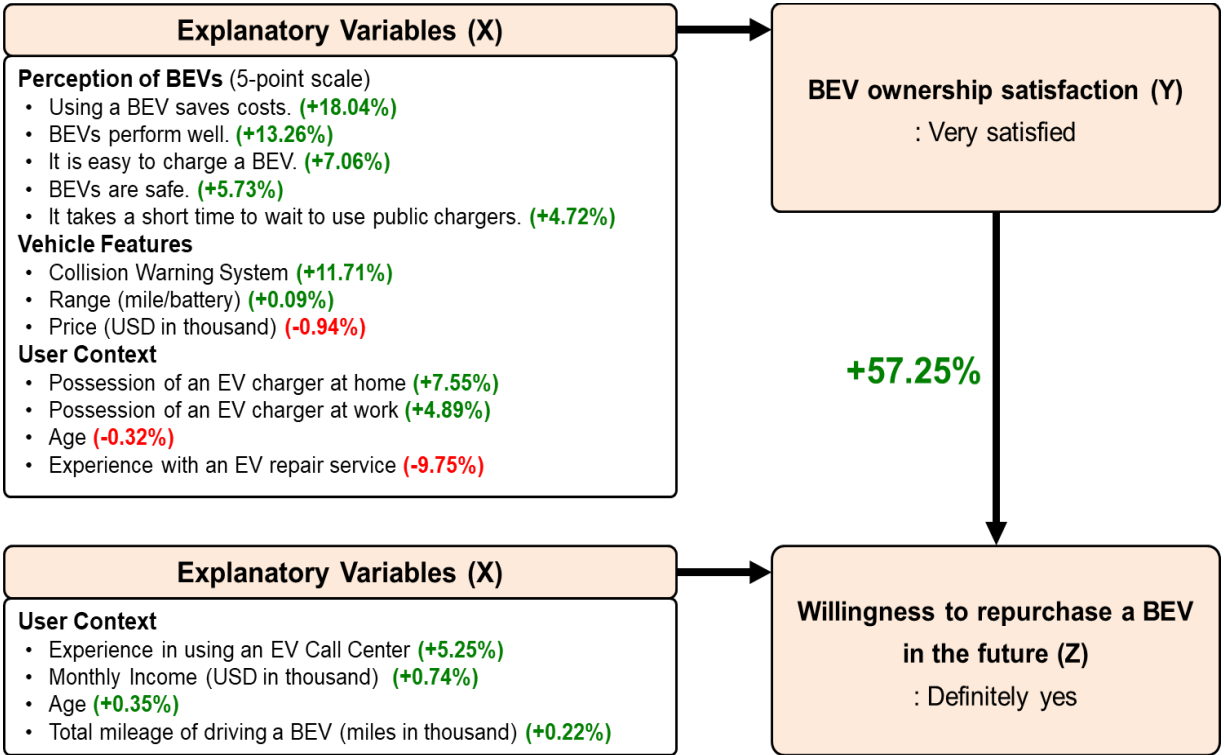 Explanatory Variables (X)
Perception of BEVs (5-point scale)
• Using a BEV saves costs. (+18.04%)
• BEVs perform well. (+13.26%)
• It is easy to charge a BEV. (+7.06%)
• BEVs are safe. (+5.73%)
• It takes a short time to wait to use public chargers. (+4.72%)
Vehicle Features
• Collision Warning System (+11.71%)
• Range (mile/battery) (+0.09%)
• Price (USD in thousand) (-0.94%)
User Context
• Possession of an EV charger at home (+7.55%)
• Possession of an EV charger at work (+4.89%)
• Age (-0.32%)
• Experience with an EV repair service (-9.75%)
BEV ownership satisfaction (Y)
: Very satisfied
+57.25%
Explanatory Variables (X)
User Context
• Experience in using an EV Call Center (+5.25%)
• Monthly Income (USD in thousand) (+0.74%)
• Age (+0.35%)
• Total mileage of driving a BEV (miles in thousand) (+0.22%)
Willingness to repurchase a BEV
in the future (Z)
: Definitely yes